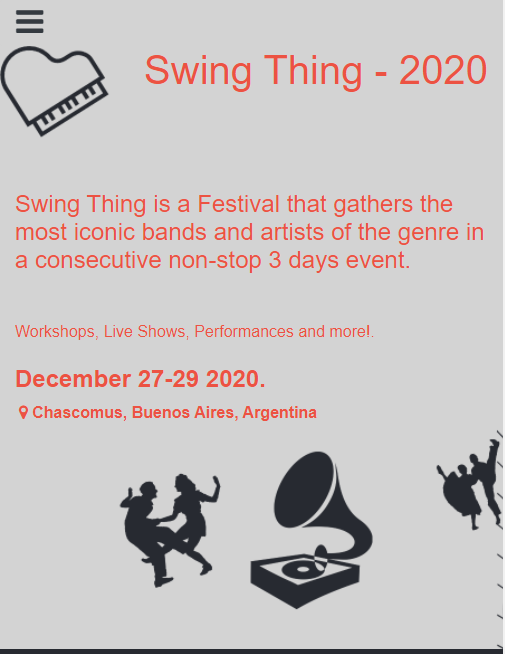 Swing Thing - 2020
Swing Thing is a Festival that gathers the
most iconic bands and artists of the genre in
a consecutive non-stop 3 days event.
Workshops, Live Shows, Performances and more!.
December 27-29 2020.
Chascomus, Buenos Aires, Argentina